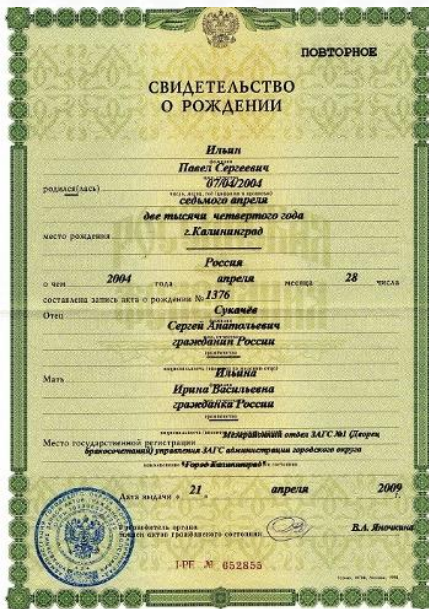 ПОВТОРНОЕ
СВИДЕТЕЛЬСТВО
О РОЖДЕНИИ
Ильин
Павел Сергеевич
родился(лась) 07/04/2004
седьмого апреля
две тысячи четвертого года
место рождения г.Калининград
Россия
о чем 2004 года апреля месяца 28 числа
составлена запись акта о рождении № 1376
Отец Сукачёв
Сергей Анатольевич
гражданин России
Мать Ильина
Ирина Васильевна
гражданка России
Место государственной регистрации Межрайонный отдел ЗАГС №1 (Дворец
бракосочетаний) управления ЗАГС администрации городского округа
"Город Калининград"
Дата выдачи « 21 » апреля 2009 г.
Руководитель органа
записи актов гражданского состояния В.А. Яночкина
I-РЕ № 652855